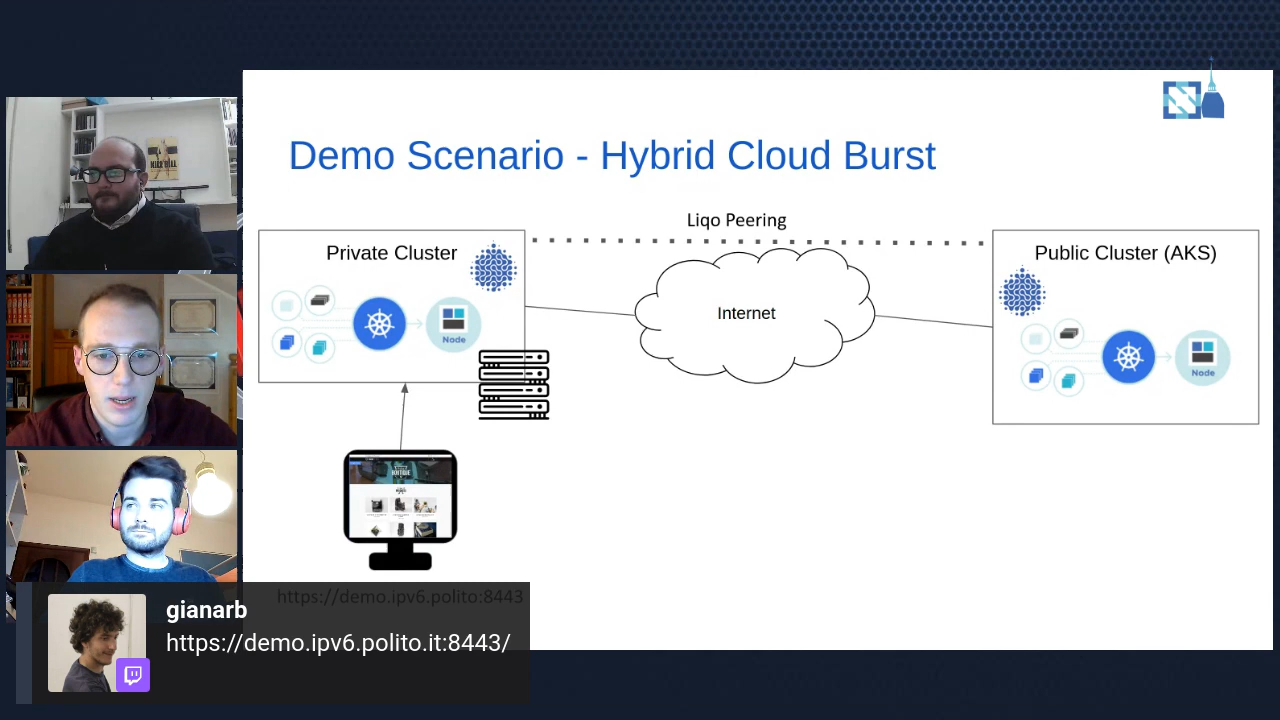 Demo Scenario - Hybrid Cloud Burst
Liqo Peering
Private Cluster
Node
Internet
Public Cluster (AKS)
Node
https://demo.ipv6.polito:8443
gianarb
https://demo.ipv6.polito.it:8443/